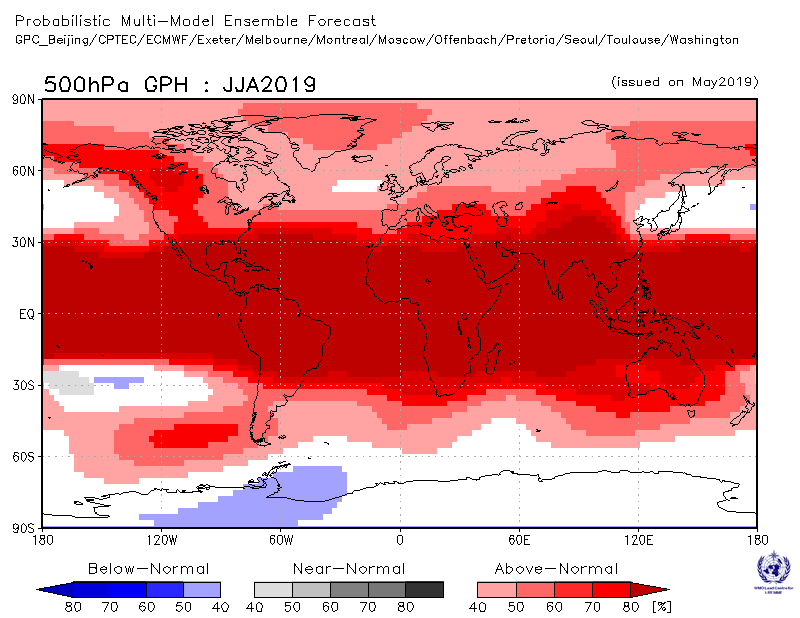 Probabilistic Multi-Model Ensemble Forecast
GPC_Beijing/CPTEC/ECMWF/Exeter/Melbourne/Montreal/Moscow/Offenbach/Pretoria/Seoul/Toulouse/Washington
500hPa GPH : JJA2019 (issued on May2019)
90N
60N
30N
EQ
30S
60S
90S
180 120W 60W 0 60E 120E 180
Below-Normal Near-Normal Above-Normal
80 70 60 50 40 40 50 60 70 80 40 50 60 70 80 [%]